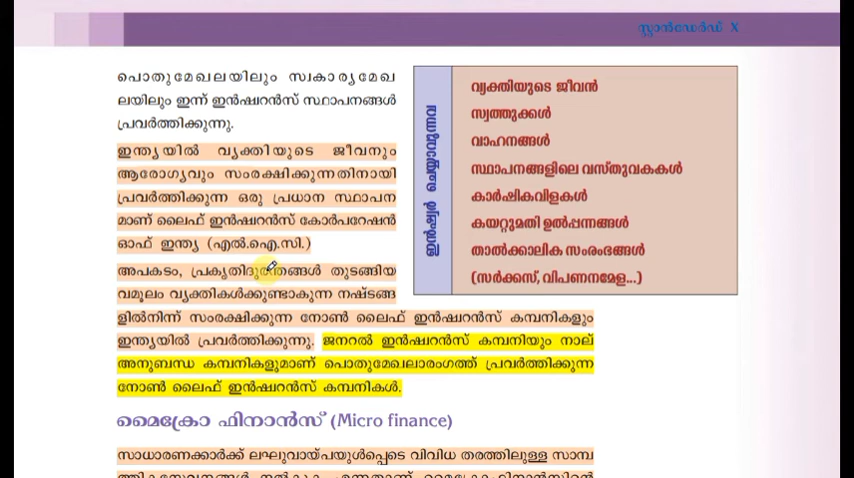 സ്റ്റാൻഡേർഡ് X
പൊതുമേഖലയിലും സ്വകാര്യമേഖ
ലയിലും ഇന്ന് ഇൻഷ്വറൻസ് സ്ഥാപനങ്ങൾ
പ്രവർത്തിക്കുന്നു.
ഇന്ത്യയിൽ വ്യക്തിയുടെ ജീവനും
ആരോഗ്യവും സംരക്ഷിക്കുന്നതിനായി
പ്രവർത്തിക്കുന്ന ഒരു പ്രധാന സ്ഥാപന
മാണ് ലൈഫ് ഇൻഷ്വറൻസ് കോർപറേഷൻ
ഓഫ് ഇന്ത്യ (എൽ.ഐ.സി.)
അപകടം, പ്രകൃതിദുരന്തങ്ങൾ തുടങ്ങിയ
വമൂലം വ്യക്തികൾക്കുണ്ടാകുന്ന നഷ്ടങ്ങ
ളിൽനിന്ന് സംരക്ഷിക്കുന്ന നോൺ ലൈഫ് ഇൻഷ്വറൻസ് കമ്പനികളും
ഇന്ത്യയിൽ പ്രവർത്തിക്കുന്നു. ജനറൽ ഇൻഷ്വറൻസ് കമ്പനിയും നാല്
അനുബന്ധ കമ്പനികളുമാണ് പൊതുമേഖലാരംഗത്ത് പ്രവർത്തിക്കുന്ന
നോൺ ലൈഫ് ഇൻഷ്വറൻസ് കമ്പനികൾ.
ഇൻഷ്വർ ചെയ്യാവുന്നവ
വ്യക്തിയുടെ ജീവൻ
സ്വത്തുക്കൾ
വാഹനങ്ങൾ
സ്ഥാപനങ്ങളിലെ വസ്തുവകകൾ
കാർഷികവിളകൾ
കയറ്റുമതി ഉൽപ്പന്നങ്ങൾ
താൽക്കാലിക സംരംഭങ്ങൾ
(സർക്കസ്, വിപണനമേള...)
മൈക്രോ ഫിനാൻസ് (Micro finance)
സാധാരണക്കാർക്ക് ലഘുവായ്പയുൾപ്പെടെ വിവിധ തരത്തിലുള്ള സാമ്പ